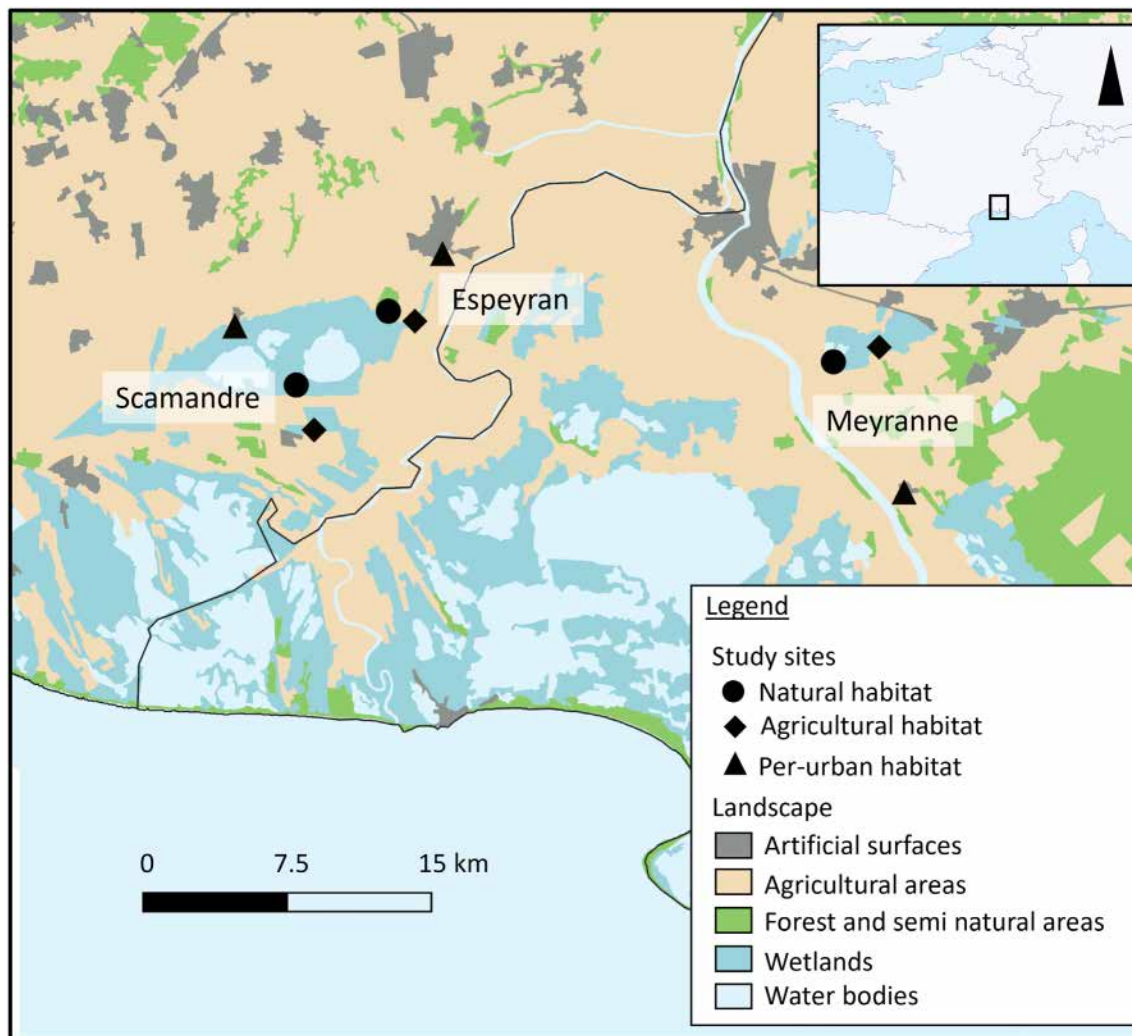 Espeyran
Scamandre
Meyranne
Legend
Study sites
Natural habitat
Agricultural habitat
Per-urban habitat
Landscape
Artificial surfaces
Agricultural areas
Forest and semi natural areas
Wetlands
Water bodies
0 7.5 15 km